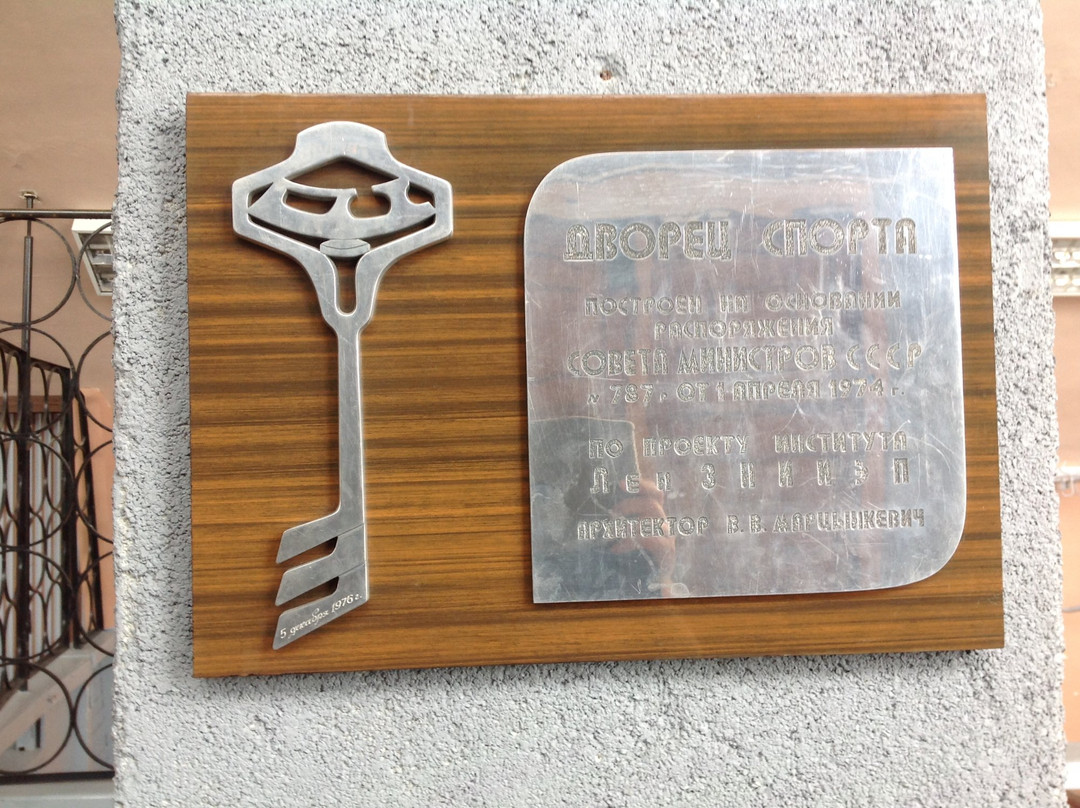 ДВОРЕЦ СПОРТА
ПОСТРОЕН НА ОСНОВАНИИ
РАСПОРЯЖЕНИЯ
СОВЕТА МИНИСТРОВ СССР
№ 787р ОТ 1 АПРЕЛЯ 1974 г.
ПО ПРОЕКТУ ИНСТИТУТА
ЛенЗНИИЭП
АРХИТЕКТОР В. В. МАРЦЫНКЕВИЧ
5 декабря 1976 г.